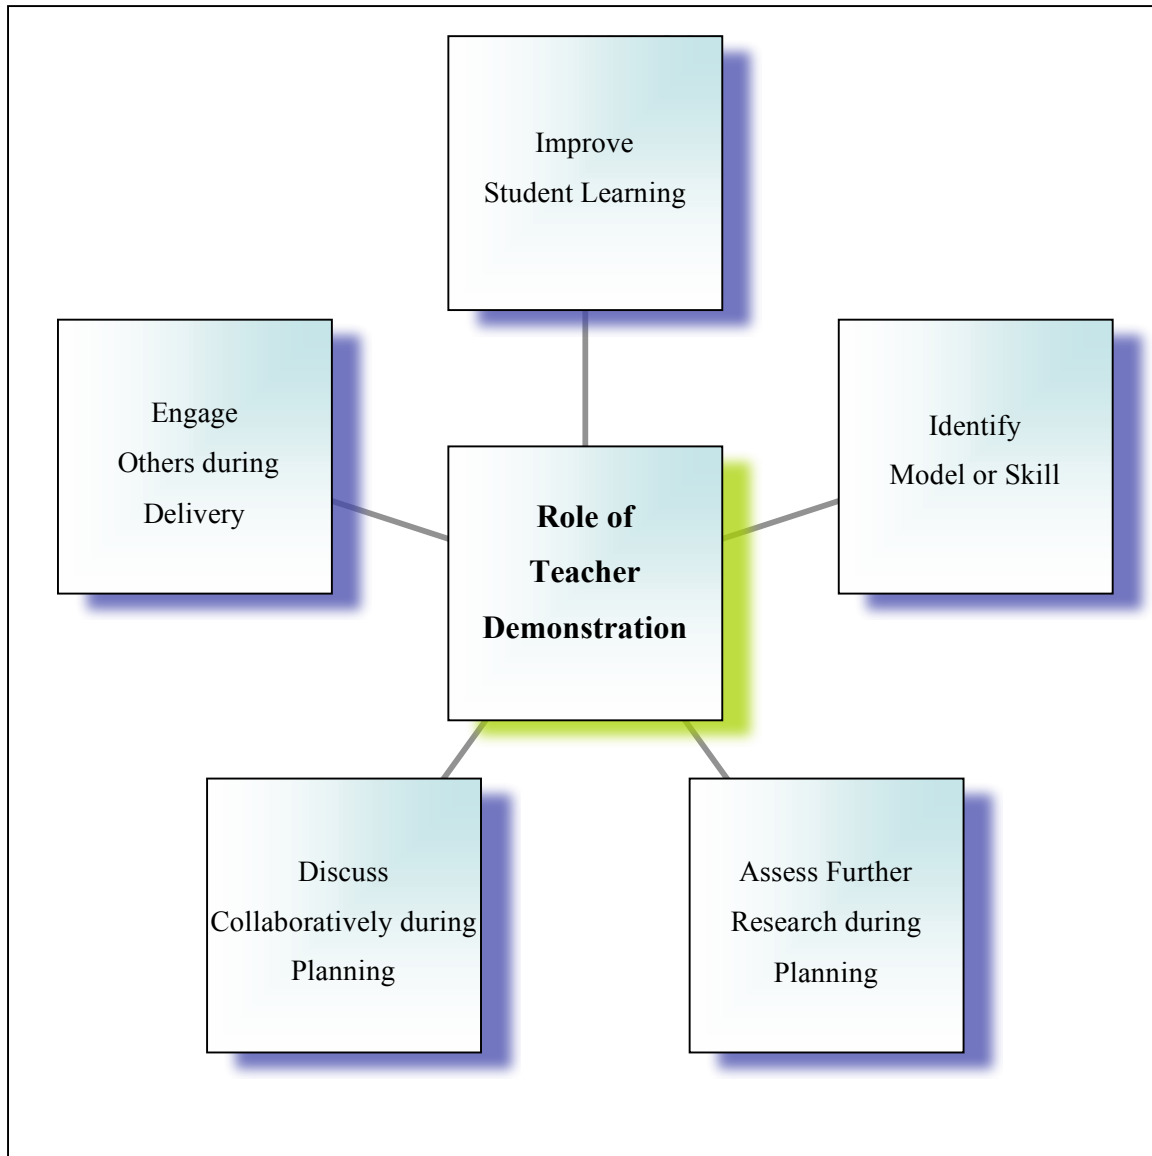 Improve
Student Learning
Engage
Others during
Delivery
Identify
Model or Skill
Role of
Teacher
Demonstration
Discuss
Collaboratively during
Planning
Assess Further
Research during
Planning